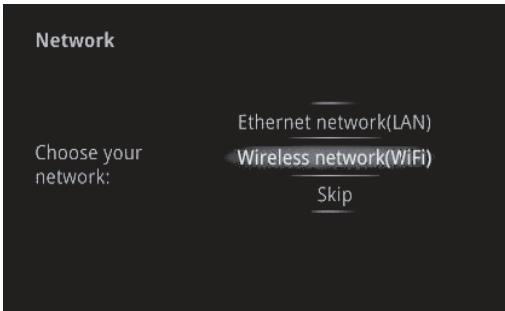 Network
Ethernet network(LAN)
Choose your
network:
Wireless network(WiFi)
Skip